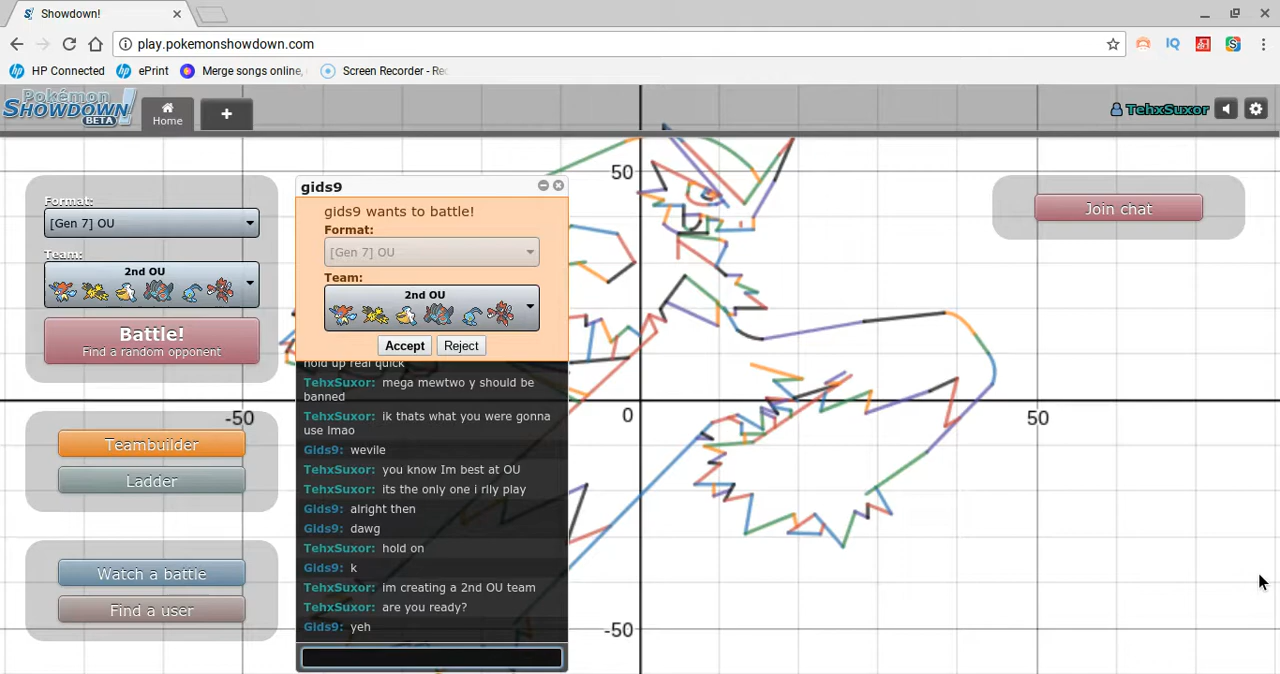 Showdown!
play.pokemonshowdown.com
HP Connected
ePrint
Merge songs online,
Screen Recorder - Rec
Pokémon
SHOWDOWN!
BETA
Home
+
TehxSuxor
Format:
[Gen 7] OU
Team:
2nd OU
Battle!
Find a random opponent
Teambuilder
Ladder
Watch a battle
Find a user
gids9
gids9 wants to battle!
Format:
[Gen 7] OU
Team:
2nd OU
Accept Reject
hold up real quick
TehxSuxor: mega mewtwo y should be
banned
TehxSuxor: ik thats what you were gonna
use lmao
Gids9: wevile
TehxSuxor: you know Im best at OU
TehxSuxor: its the only one i rlly play
Gids9: alright then
Gids9: dawg
TehxSuxor: hold on
Gids9: k
TehxSuxor: im creating a 2nd OU team
TehxSuxor: are you ready?
Gids9: yeh
Join chat
50
-50
0
50
-50